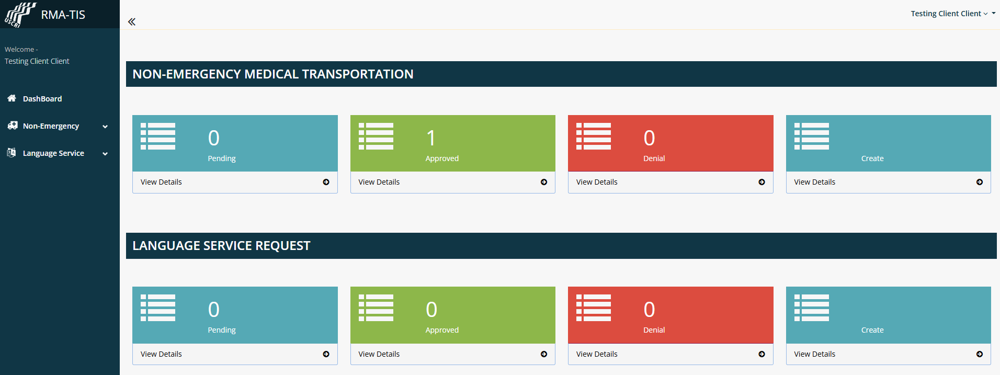 USCRI
RMA-TIS
Testing Client Client
Welcome -
Testing Client Client
DashBoard
Non-Emergency
Language Service
NON-EMERGENCY MEDICAL TRANSPORTATION
0
Pending
View Details
1
Approved
View Details
0
Denial
View Details
Create
View Details
LANGUAGE SERVICE REQUEST
0
Pending
View Details
0
Approved
View Details
0
Denial
View Details
Create
View Details